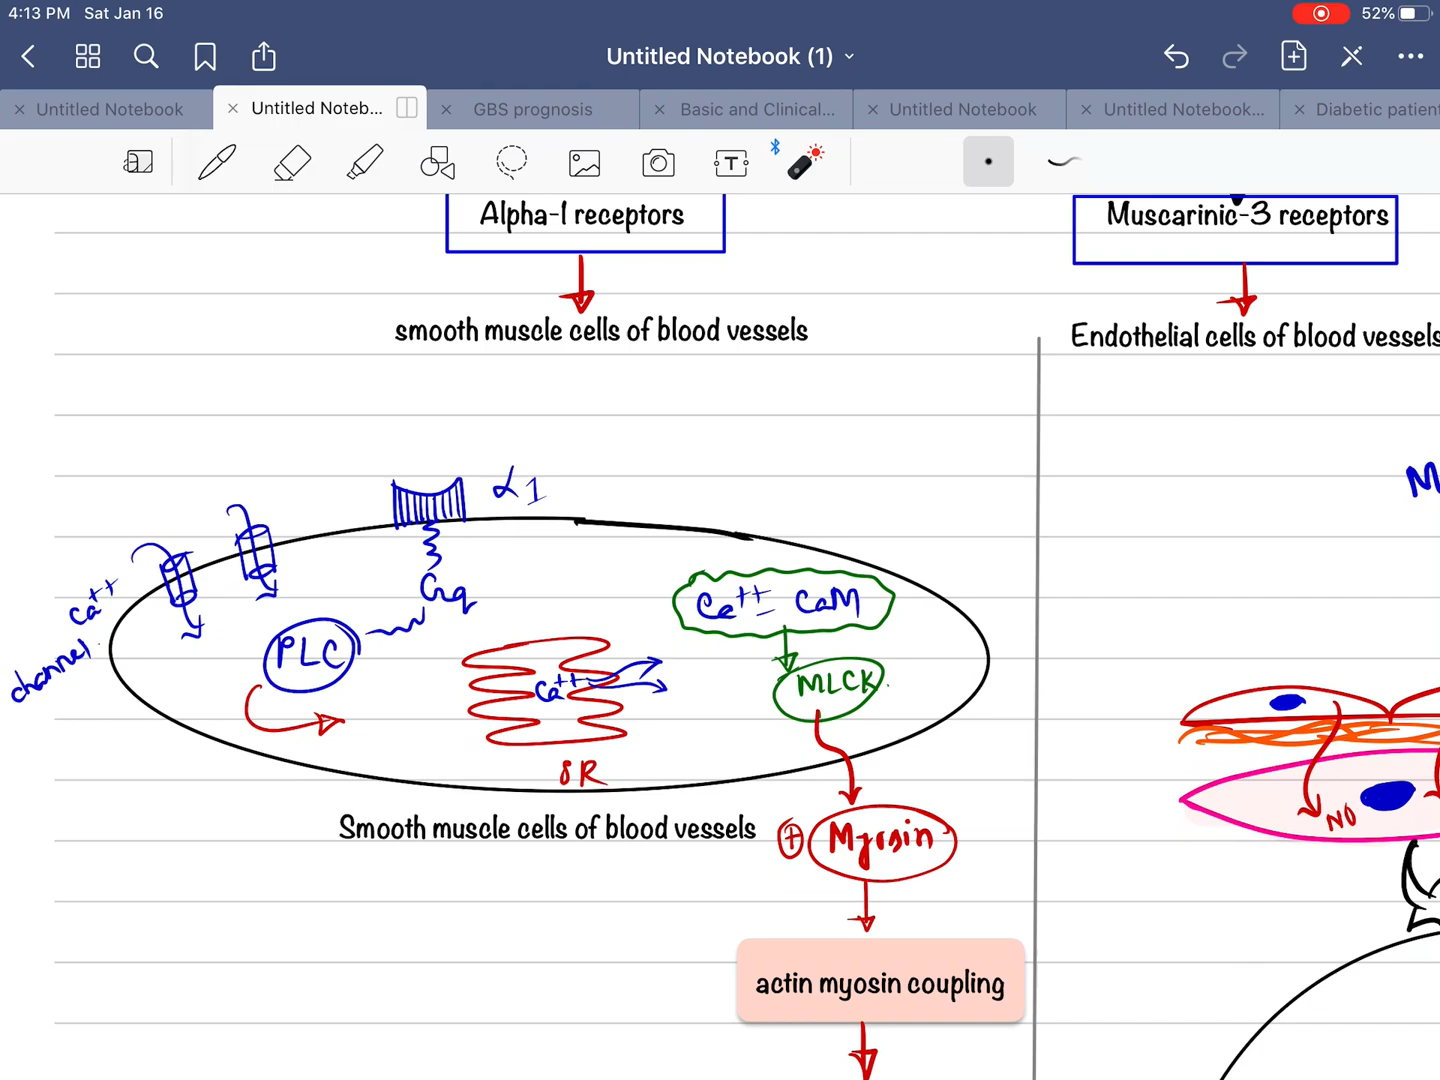 4:13 PM Sat Jan 16
52%
Untitled Notebook (1)
Untitled Notebook
Untitled Noteb...
GBS prognosis
Basic and Clinical...
Untitled Notebook
Untitled Notebook...
Diabetic patient
Alpha-1 receptors
Muscarinic-3 receptors
smooth muscle cells of blood vessels
Endothelial cells of blood vessels
α1
M
Ca++
channel
Gq
PLC
Ca++ - CaM
Ca++
MLCK
SR
NO
Smooth muscle cells of blood vessels
+ Myosin
actin myosin coupling